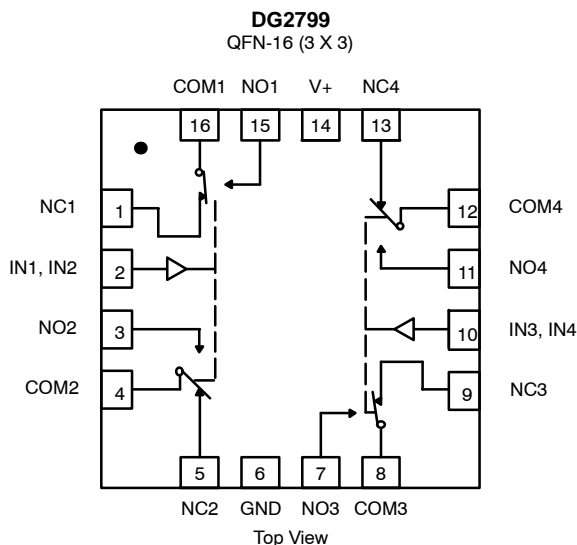 DG2799
QFN-16 (3 X 3)
COM1 NO1 V+ NC4
16 15 14 13
NC1 1 12 COM4
IN1, IN2 2 11 NO4
NO2 3 10 IN3, IN4
COM2 4 9 NC3
5 6 7 8
NC2 GND NO3 COM3
Top View